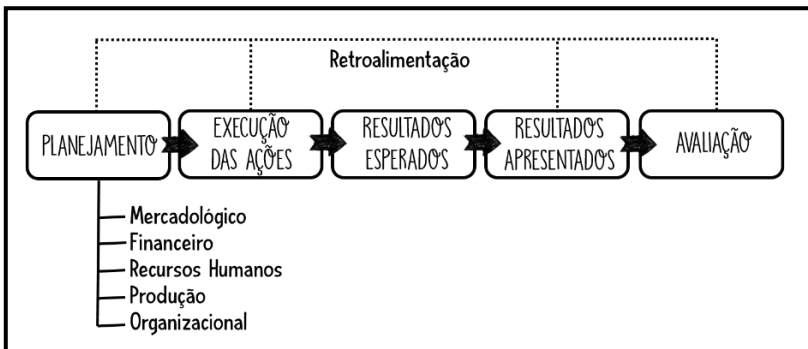 Retroalimentação
PLANEJAMENTO
EXECUÇÃO
DAS AÇÕES
RESULTADOS
ESPERADOS
RESULTADOS
APRESENTADOS
AVALIAÇÃO
Mercadológico
Financeiro
Recursos Humanos
Produção
Organizacional